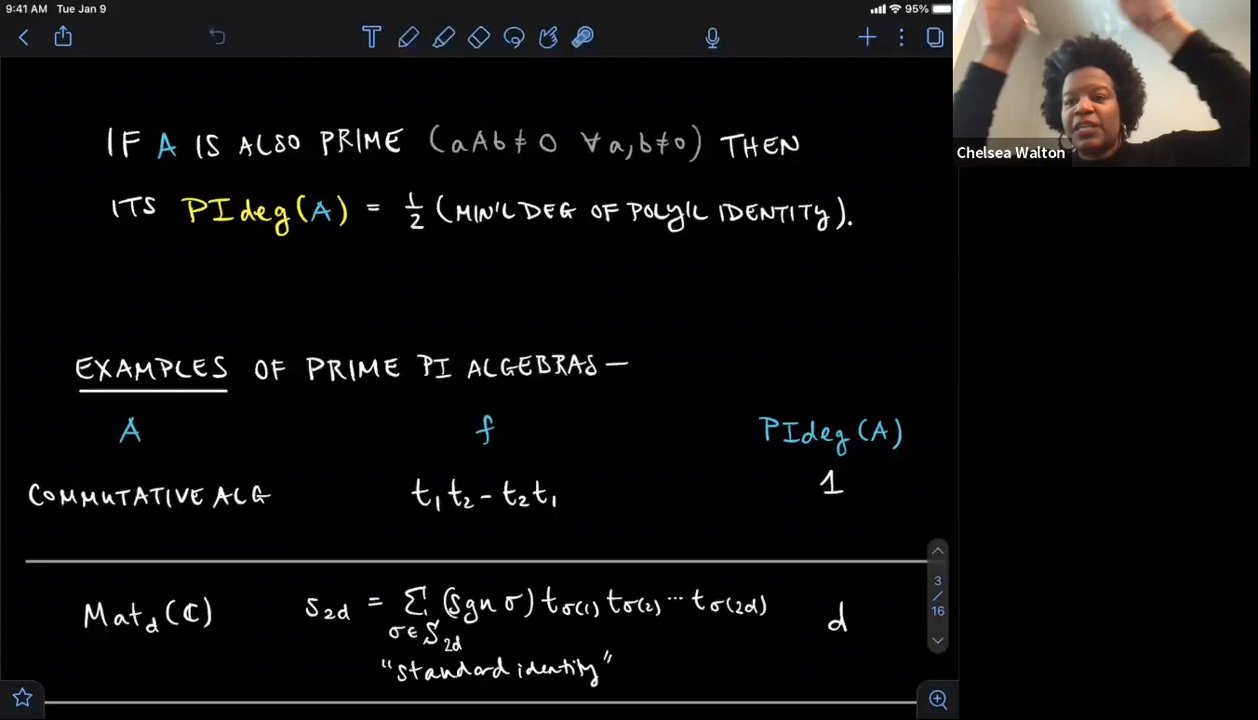 9:41 AM Tue Jan 9
95%
T
IF A IS ALSO PRIME (aAb ≠ 0 ∀ a,b ≠ 0) THEN
ITS PIdeg(A) = 1/2 (MIN'L DEG OF POLY'L IDENTITY).
Chelsea Walton
EXAMPLES OF PRIME PI ALGEBRAS—
A f PIdeg(A)
COMMUTATIVE ALG t₁t₂ - t₂t₁ 1
Mat_d(ℂ) s_2d = Σ_{σ∈S_2d} (sgn σ) t_σ(1) t_σ(2) ⋯ t_σ(2d) d
"standard identity"
3
/
16